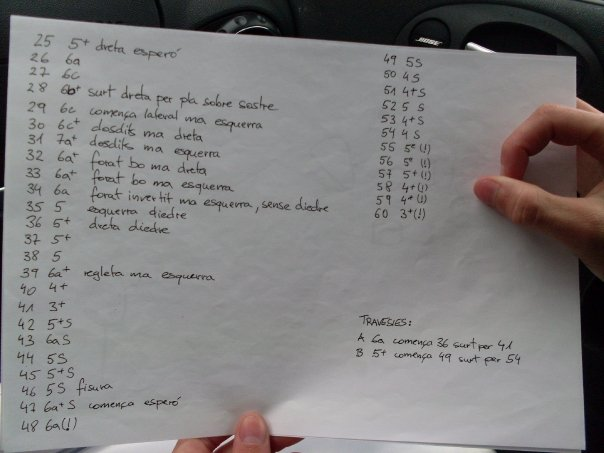 25 5+ dreta esperó
26 6a
27 6c
28 6b+ surt dreta per pla sobre sostre
29 6c comença lateral ma esquerra
30 6c+ dosdits ma dreta
31 7a+ dosdits ma esquerra
32 6a+ forat bo ma dreta
33 6a+ forat bo ma esquerra
34 6a forat invertit ma esquerra, sense diedre
35 5 esquerra diedre
36 5+ dreta diedre
37 5+
38 5
39 6a+ regleta ma esquerra
40 4+
41 3+
42 5+S
43 6aS
44 5S
45 5+S
46 5S fisura
47 6a+S comença esperó
48 6a(!)
49 5S
50 4S
51 4+S
52 5S
53 4+S
54 4S
55 5º(!)
56 5º(!)
57 5+(!)
58 4+(!)
59 4+(!)
60 3+(!)
TRAVESIES:
A 6a comença 36 surt per 41
B 5+ comença 49 surt per 54
BOSE